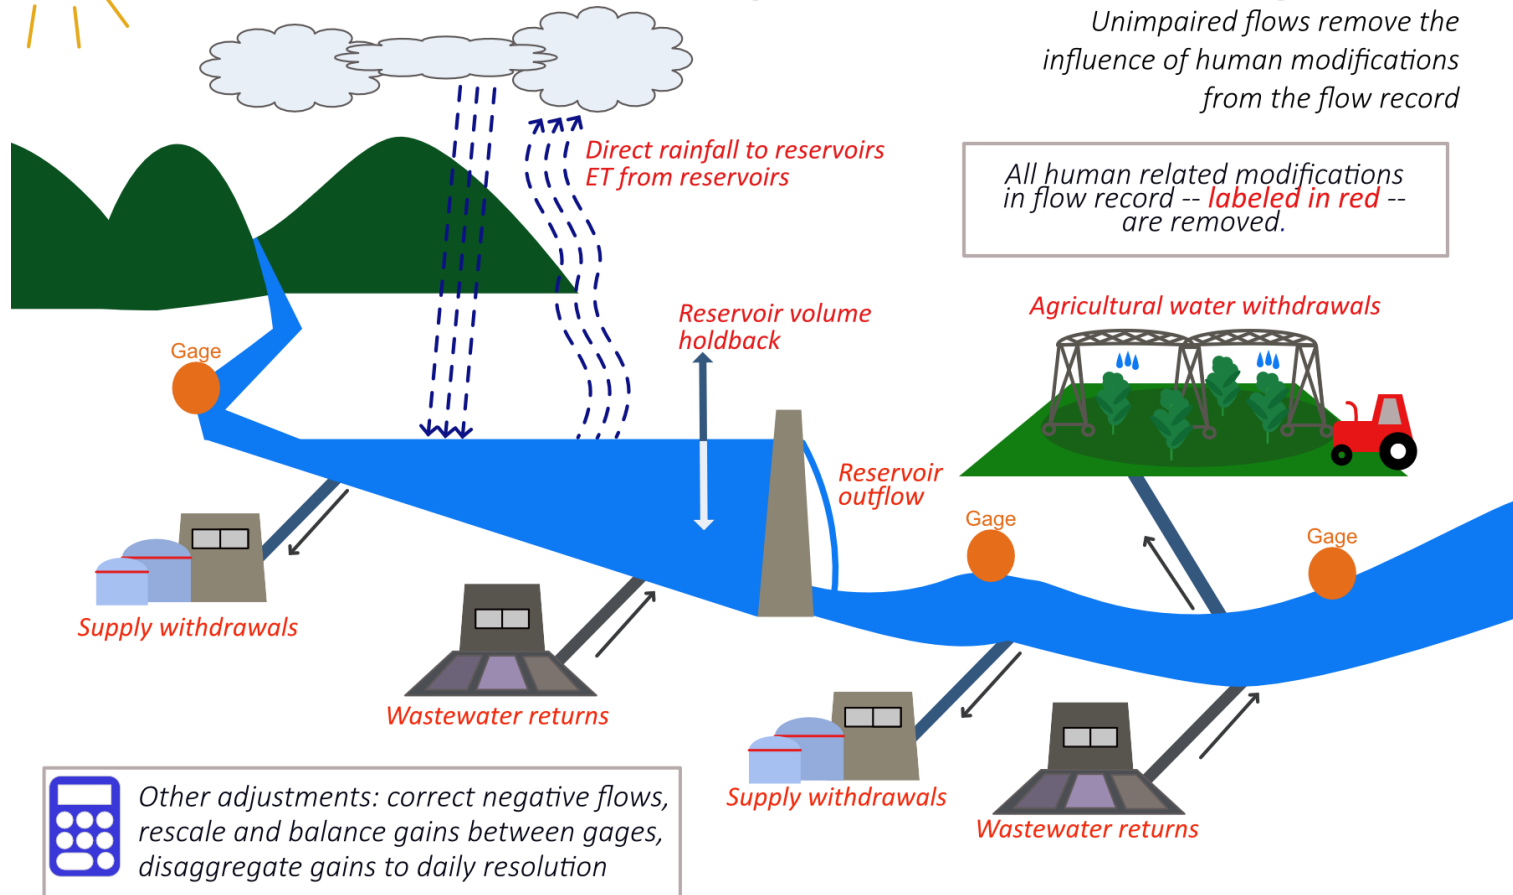 Unimpaired flows remove the
influence of human modifications
from the flow record
All human related modifications
in flow record -- labeled in red --
are removed.
Direct rainfall to reservoirs
ET from reservoirs
Reservoir volume
holdback
Agricultural water withdrawals
Gage
Reservoir
outflow
Gage
Gage
Supply withdrawals
Wastewater returns
Supply withdrawals
Wastewater returns
Other adjustments: correct negative flows,
rescale and balance gains between gages,
disaggregate gains to daily resolution